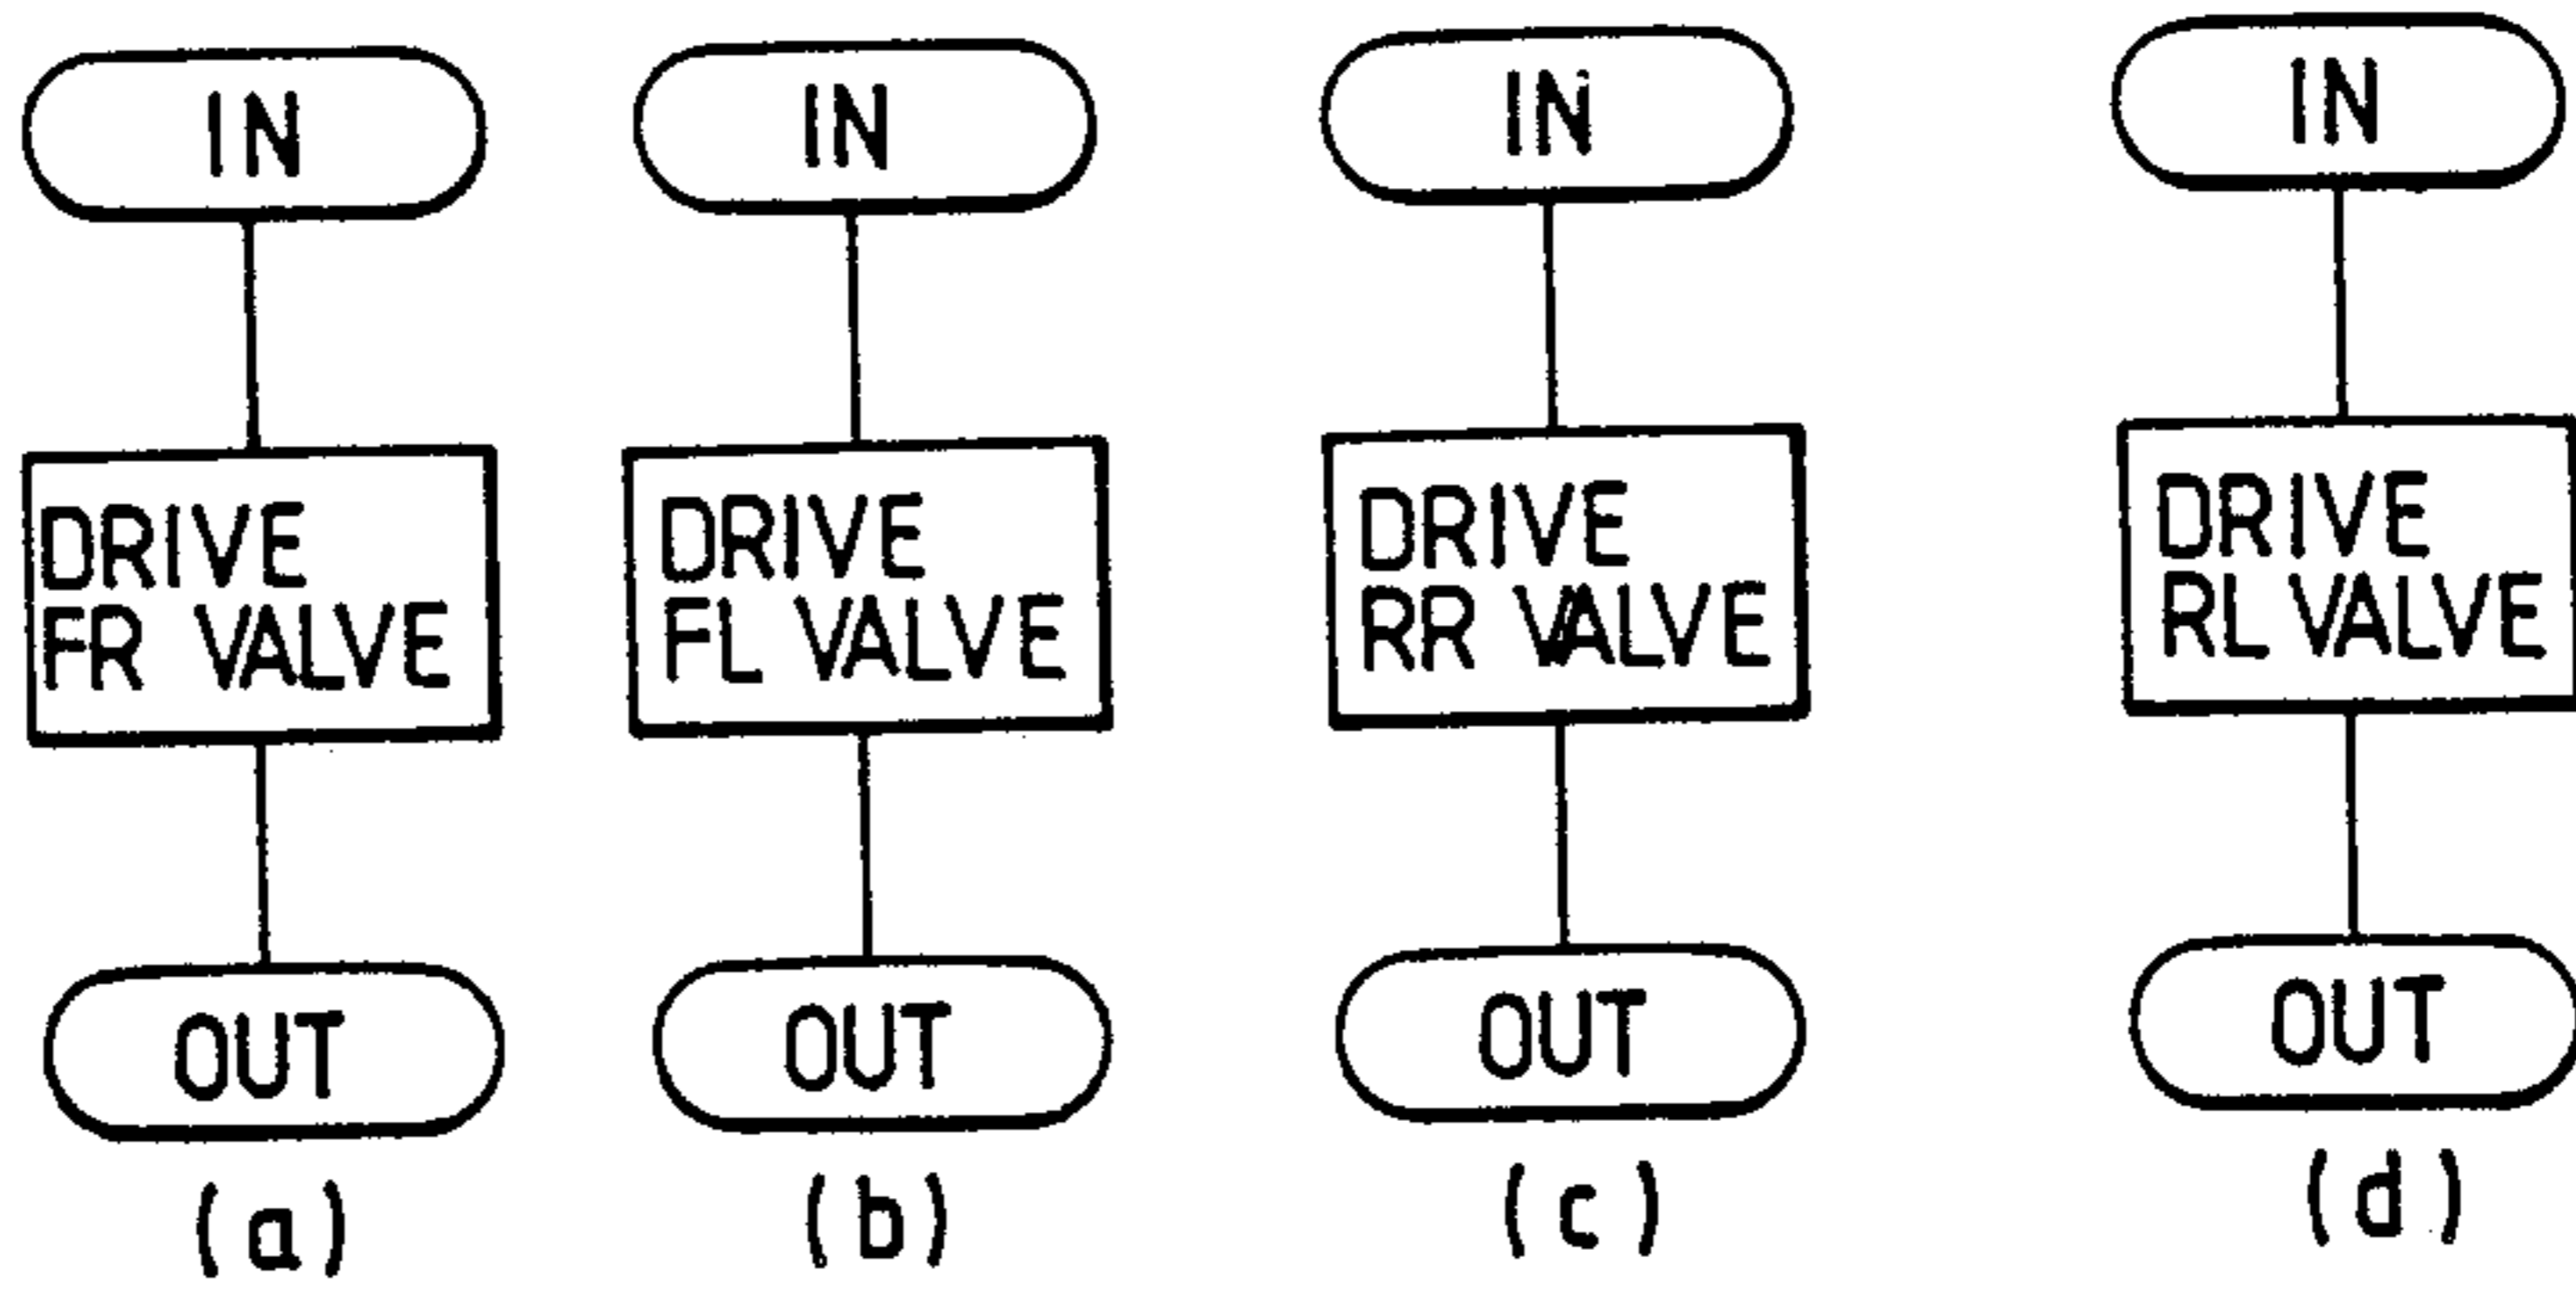 IN
DRIVE
FR VALVE
OUT
(a)
IN
DRIVE
FL VALVE
OUT
(b)
IN
DRIVE
RR VALVE
OUT
(c)
IN
DRIVE
RL VALVE
OUT
(d)